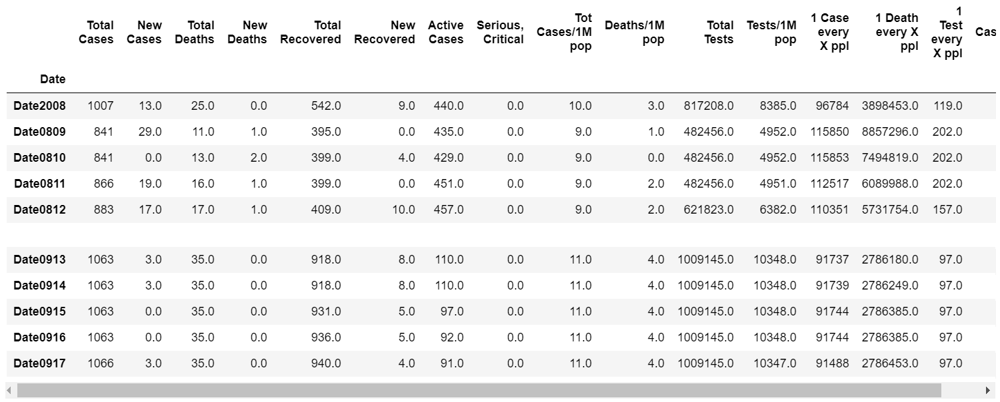 Total Cases New Cases Total Deaths New Deaths Total Recovered New Recovered Active Cases Serious, Critical Tot Cases/1M pop Deaths/1M pop Total Tests Tests/1M pop 1 Case every X ppl 1 Death every X ppl 1 Test every X ppl Cas
Date
Date2008 1007 13.0 25.0 0.0 542.0 9.0 440.0 0.0 10.0 3.0 817208.0 8385.0 96784 3898453.0 119.0
Date0809 841 29.0 11.0 1.0 395.0 0.0 435.0 0.0 9.0 1.0 482456.0 4952.0 115850 8857296.0 202.0
Date0810 841 0.0 13.0 2.0 399.0 4.0 429.0 0.0 9.0 0.0 482456.0 4952.0 115853 7494819.0 202.0
Date0811 866 19.0 16.0 1.0 399.0 0.0 451.0 0.0 9.0 2.0 482456.0 4951.0 112517 6089988.0 202.0
Date0812 883 17.0 17.0 1.0 409.0 10.0 457.0 0.0 9.0 2.0 621823.0 6382.0 110351 5731754.0 157.0
Date0913 1063 3.0 35.0 0.0 918.0 8.0 110.0 0.0 11.0 4.0 1009145.0 10348.0 91737 2786180.0 97.0
Date0914 1063 3.0 35.0 0.0 918.0 8.0 110.0 0.0 11.0 4.0 1009145.0 10348.0 91739 2786249.0 97.0
Date0915 1063 0.0 35.0 0.0 931.0 5.0 97.0 0.0 11.0 4.0 1009145.0 10348.0 91744 2786385.0 97.0
Date0916 1063 0.0 35.0 0.0 936.0 5.0 92.0 0.0 11.0 4.0 1009145.0 10348.0 91744 2786385.0 97.0
Date0917 1066 3.0 35.0 0.0 940.0 4.0 91.0 0.0 11.0 4.0 1009145.0 10347.0 91488 2786453.0 97.0